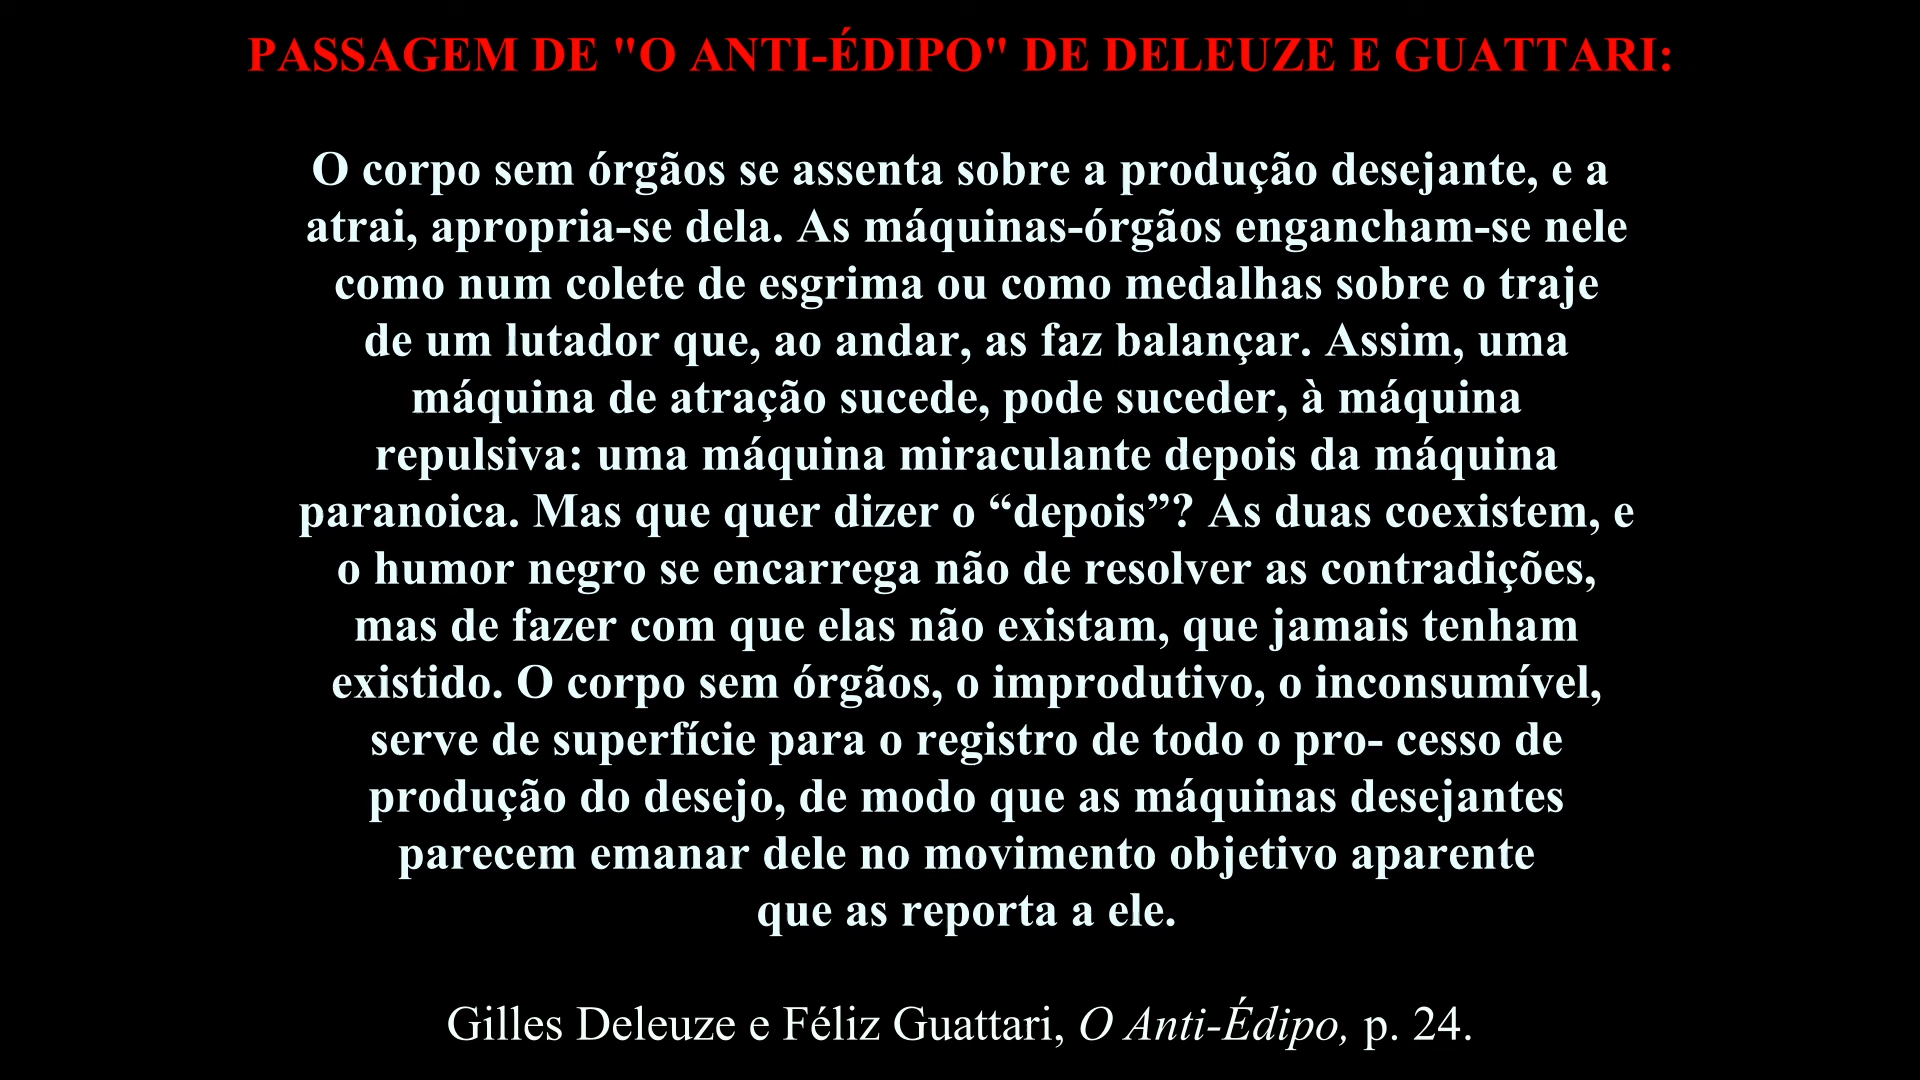 PASSAGEM DE "O ANTI-ÉDIPO" DE DELEUZE E GUATTARI:
O corpo sem órgãos se assenta sobre a produção desejante, e a
atrai, apropria-se dela. As máquinas-órgãos engancham-se nele
como num colete de esgrima ou como medalhas sobre o traje
de um lutador que, ao andar, as faz balançar. Assim, uma
máquina de atração sucede, pode suceder, à máquina
repulsiva: uma máquina miraculante depois da máquina
paranoica. Mas que quer dizer o “depois”? As duas coexistem, e
o humor negro se encarrega não de resolver as contradições,
mas de fazer com que elas não existam, que jamais tenham
existido. O corpo sem órgãos, o improdutivo, o inconsumível,
serve de superfície para o registro de todo o pro- cesso de
produção do desejo, de modo que as máquinas desejantes
parecem emanar dele no movimento objetivo aparente
que as reporta a ele.
Gilles Deleuze e Féliz Guattari, O Anti-Édipo, p. 24.